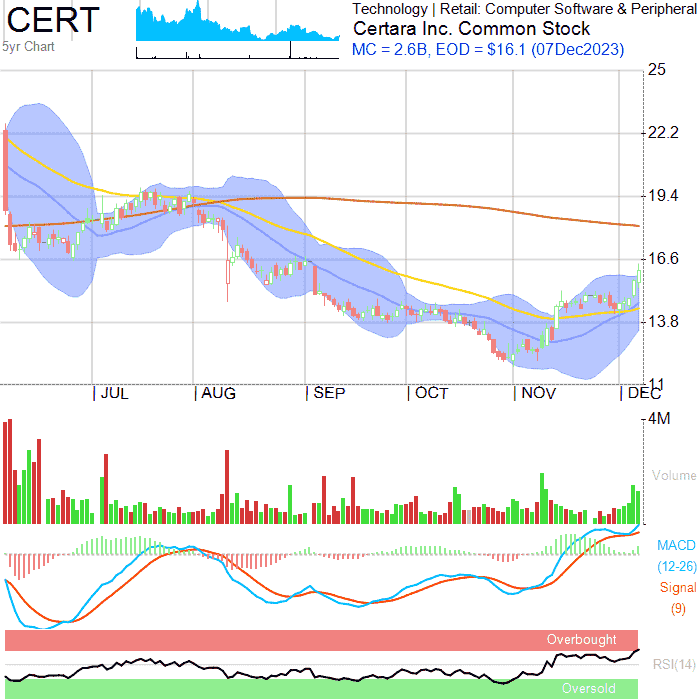 CERT
5yr Chart
Technology | Retail: Computer Software & Peripheral
Certara Inc. Common Stock
MC = 2.6B, EOD = $16.1 (07Dec2023)
25
22.2
19.4
16.6
13.8
11
JUL AUG SEP OCT NOV DEC
4M
Volume
MACD
(12-26)
Signal
(9)
Overbought
RSI(14)
Oversold